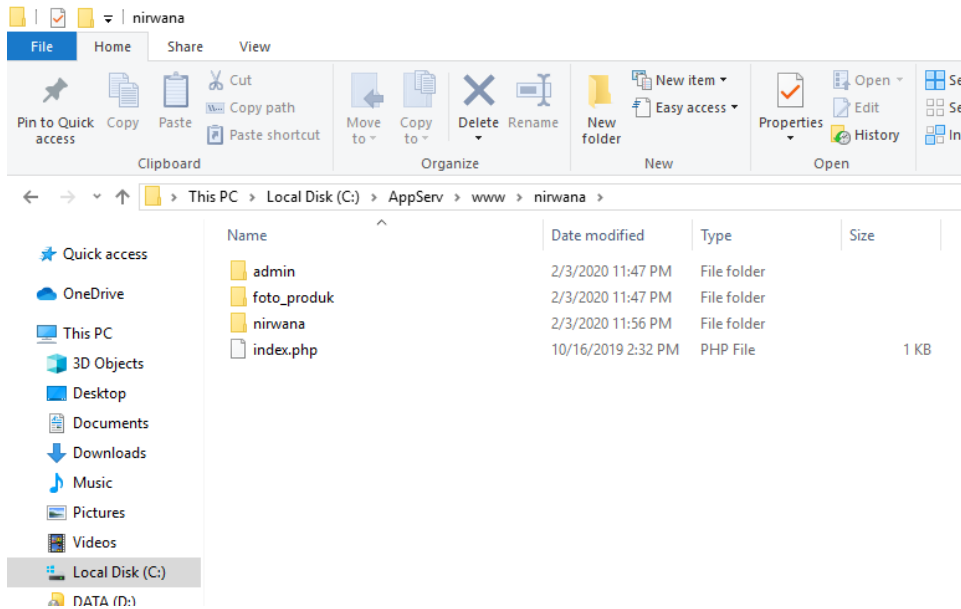 nirwana
File Home Share View
Pin to Quick access Copy Paste Cut Copy path Paste shortcut
Move to Copy to Delete Rename
New folder New item Easy access
Properties Open Edit History
Clipboard Organize New Open
This PC > Local Disk (C:) > AppServ > www > nirwana >
Name Date modified Type Size
Quick access
OneDrive
This PC
3D Objects
Desktop
Documents
Downloads
Music
Pictures
Videos
Local Disk (C:)
DATA (D:)
admin 2/3/2020 11:47 PM File folder
foto_produk 2/3/2020 11:47 PM File folder
nirwana 2/3/2020 11:56 PM File folder
index.php 10/16/2019 2:32 PM PHP File 1 KB